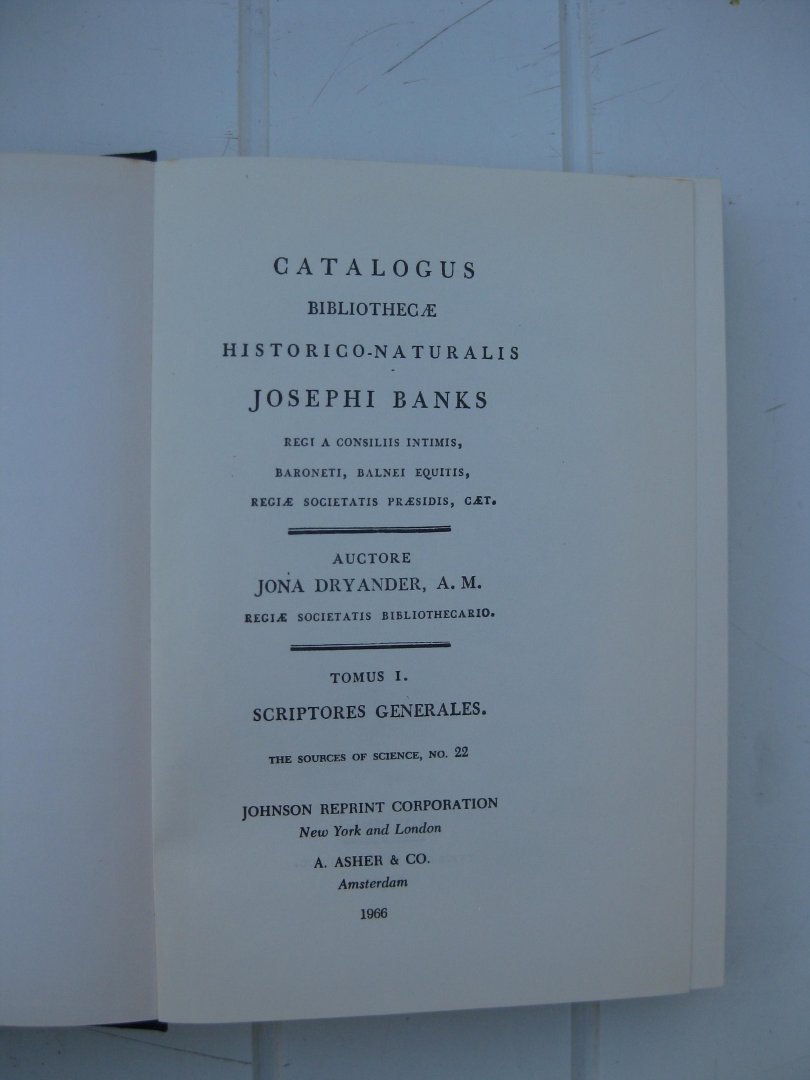 CATALOGUS
BIBLIOTHECÆ
HISTORICO-NATURALIS
JOSEPHI BANKS
REGI A CONSILIIS INTIMIS,
BARONETI, BALNEI EQUITIS,
REGIÆ SOCIETATIS PRÆSIDIS, CÆT.
AUCTORE
JONA DRYANDER, A. M.
REGIÆ SOCIETATIS BIBLIOTHECARIO.
TOMUS I.
SCRIPTORES GENERALES.
THE SOURCES OF SCIENCE, NO. 22
JOHNSON REPRINT CORPORATION
New York and London
A. ASHER & CO.
Amsterdam
1966